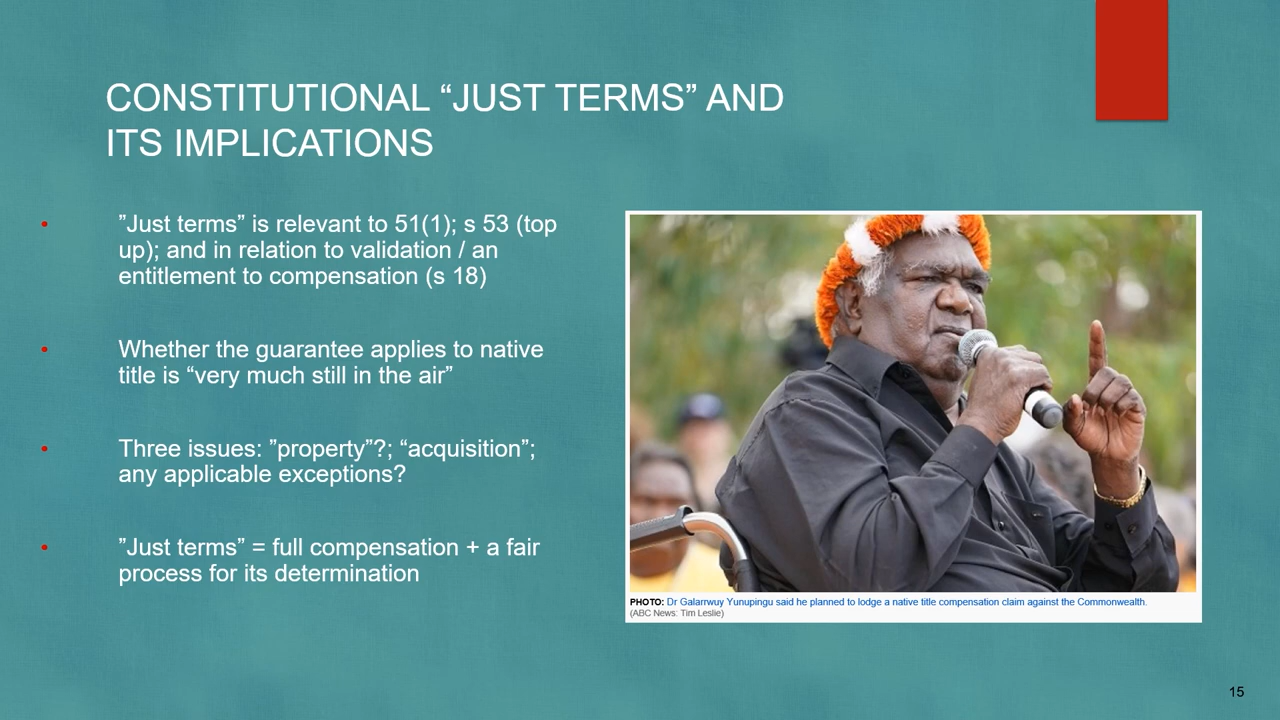 CONSTITUTIONAL “JUST TERMS” AND
ITS IMPLICATIONS
• ”Just terms” is relevant to 51(1); s 53 (top
up); and in relation to validation / an
entitlement to compensation (s 18)
• Whether the guarantee applies to native
title is “very much still in the air”
• Three issues: ”property”?; “acquisition”;
any applicable exceptions?
• ”Just terms” = full compensation + a fair
process for its determination
PHOTO: Dr Galarrwuy Yunupingu said he planned to lodge a native title compensation claim against the Commonwealth.
(ABC News: Tim Leslie)
15